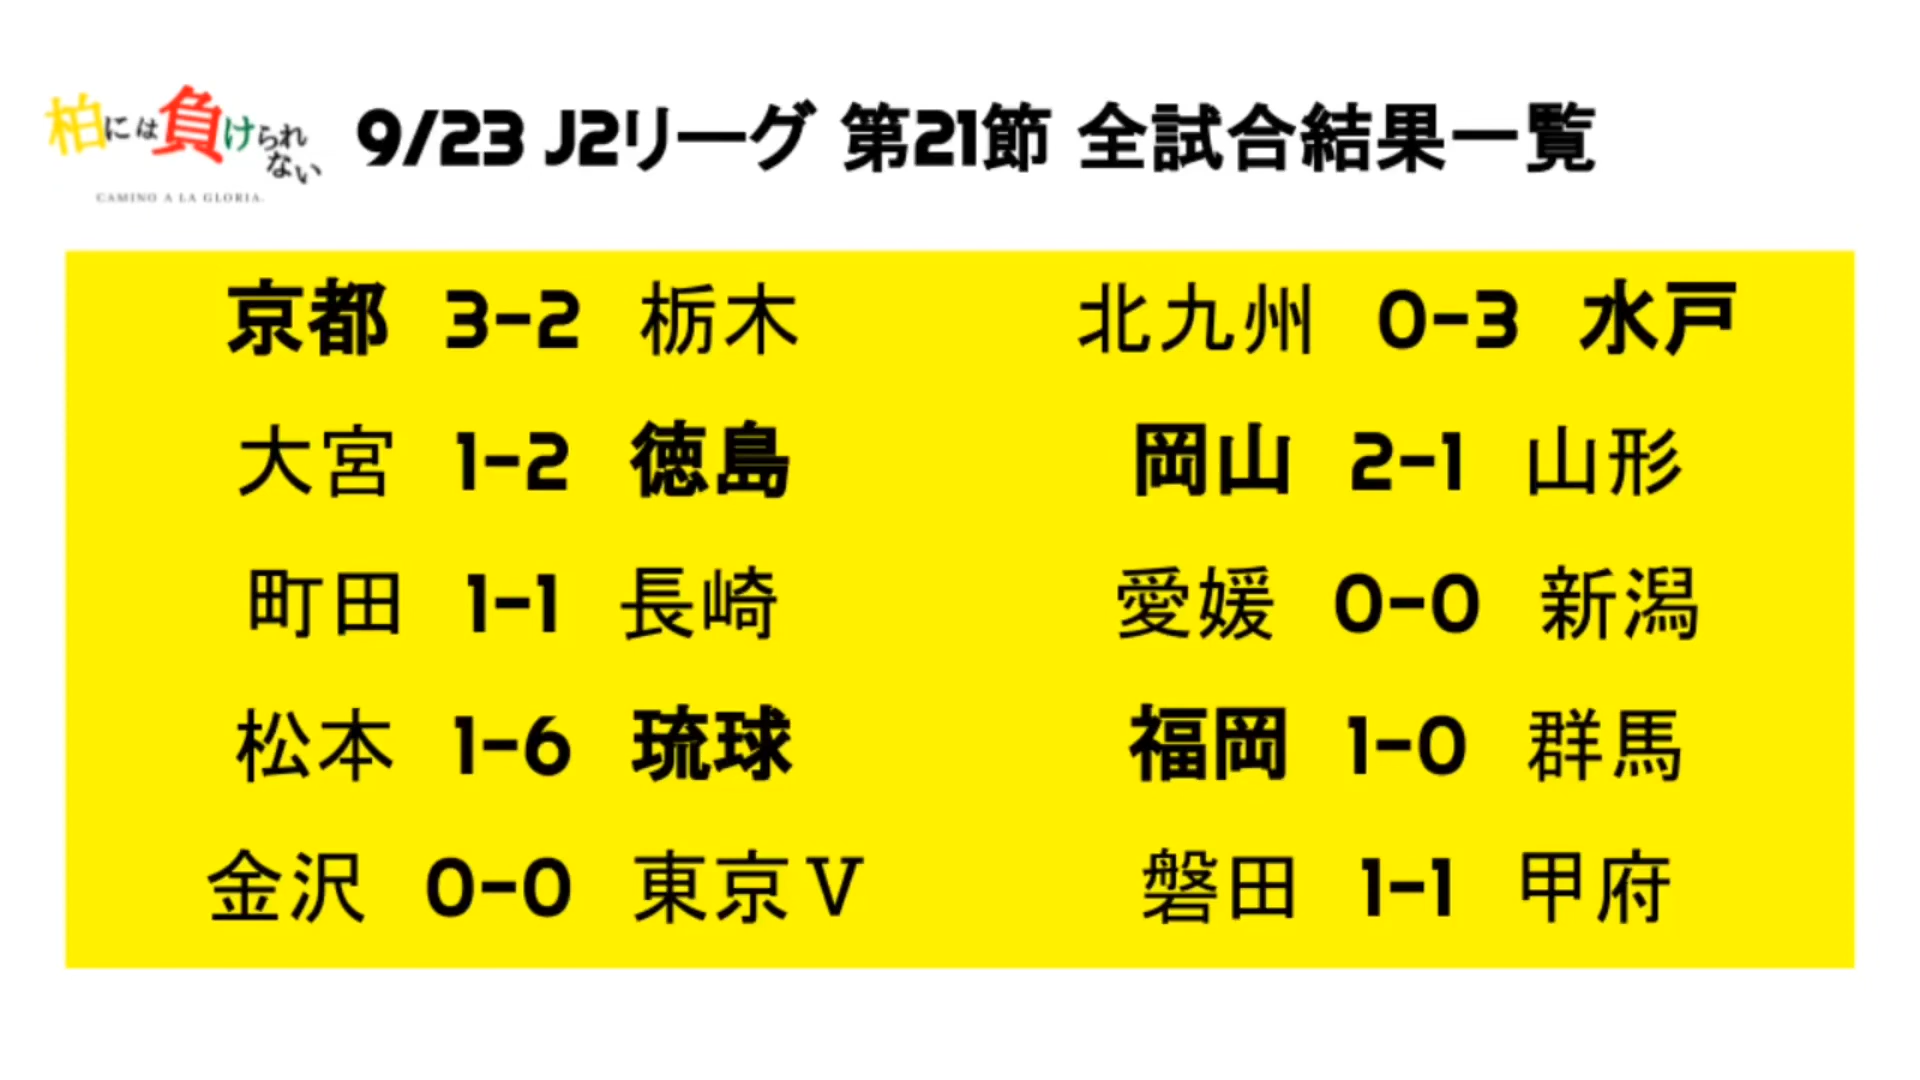 柏には負けられない
CAMINO A LA GLORIA.
9/23 J2リーグ 第21節 全試合結果一覧
京都 3-2 栃木
大宮 1-2 徳島
町田 1-1 長崎
松本 1-6 琉球
金沢 0-0 東京V
北九州 0-3 水戸
岡山 2-1 山形
愛媛 0-0 新潟
福岡 1-0 群馬
磐田 1-1 甲府